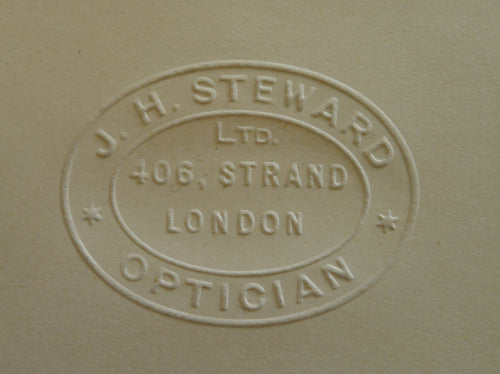 J. H. STEWARD
LTD.
406, STRAND
LONDON
OPTICIAN